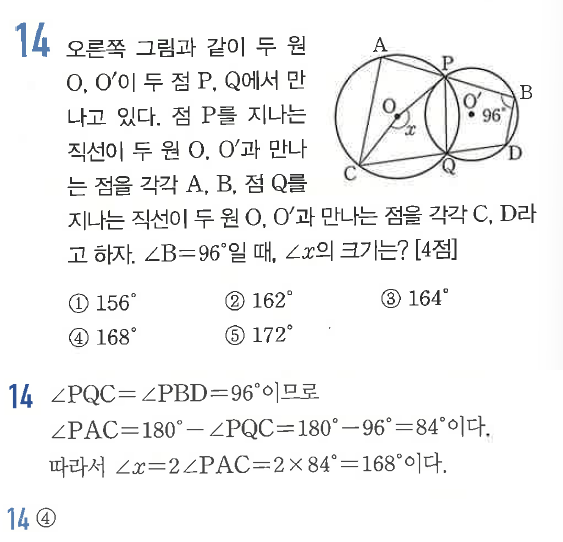 14 오른쪽 그림과 같이 두 원
O, O′이 두 점 P, Q에서 만
나고 있다. 점 P를 지나는
직선이 두 원 O, O′과 만나
는 점을 각각 A, B, 점 Q를
지나는 직선이 두 원 O, O′과 만나는 점을 각각 C, D라
고 하자. ∠B=96°일 때, ∠x의 크기는? [4점]
A
P
B
O
O′
96°
x
C
Q
D
① 156° ② 162° ③ 164°
④ 168° ⑤ 172°
14 ∠PQC=∠PBD=96°이므로
∠PAC=180°-∠PQC=180°-96°=84°이다.
따라서 ∠x=2∠PAC=2×84°=168°이다.
14 ④